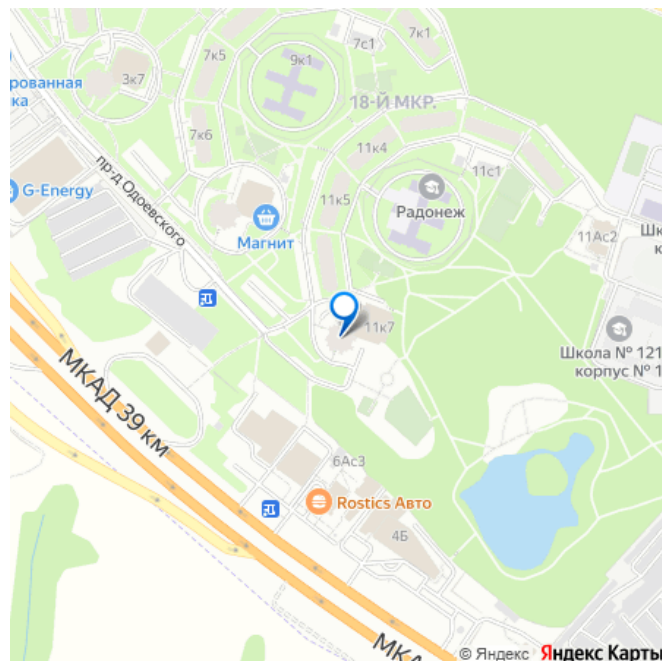 7к5
7с1
7к1
9к1
3к7
рованная
ка
18-Й МКР.
7к6
11к4
пр-д Одоевского
11с1
G-Energy
11к5
Радонеж
Магнит
11Ас2
Шк
к
11к7
Школа № 121
корпус № 1
МКАД 39 км
6Ас3
Rostics Авто
4Б
МКА
© Яндекс Яндекс Карты